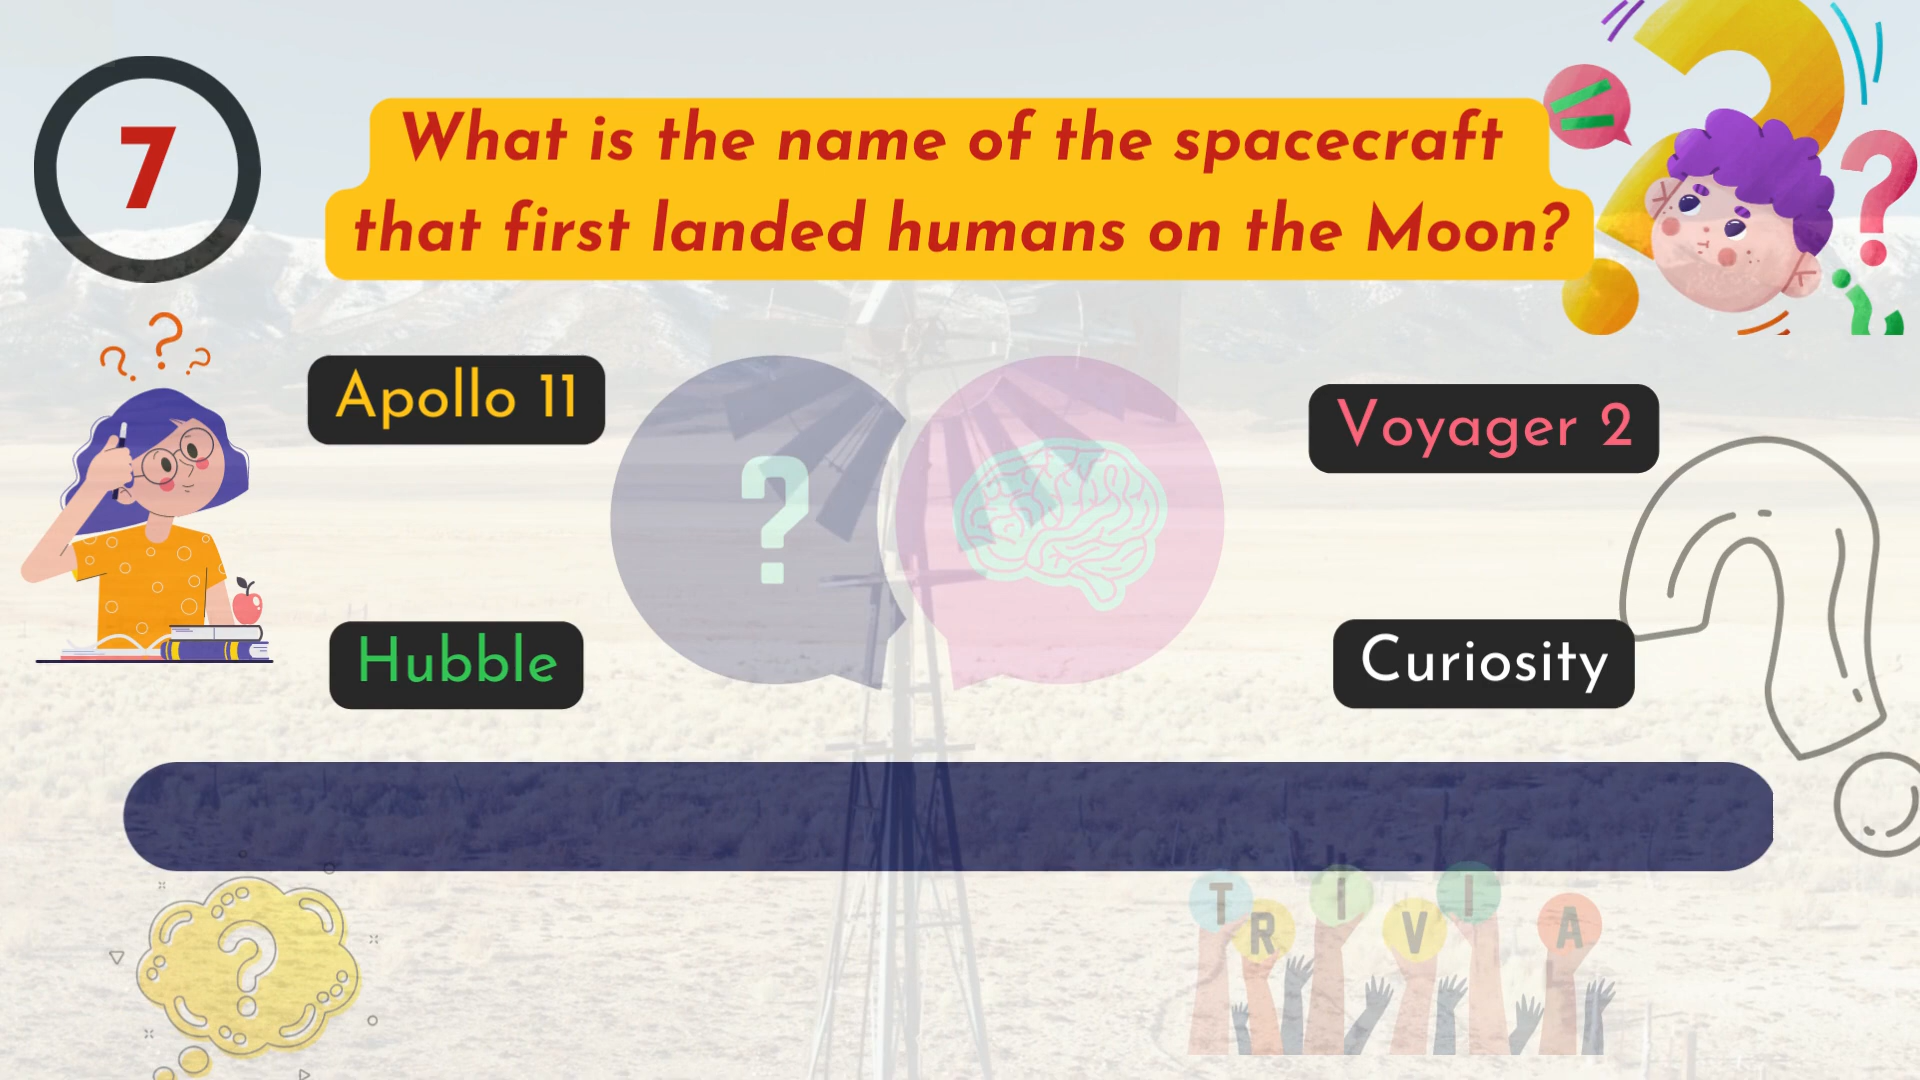 7
What is the name of the spacecraft
that first landed humans on the Moon?
Apollo 11
Voyager 2
Hubble
Curiosity
TRIVIA